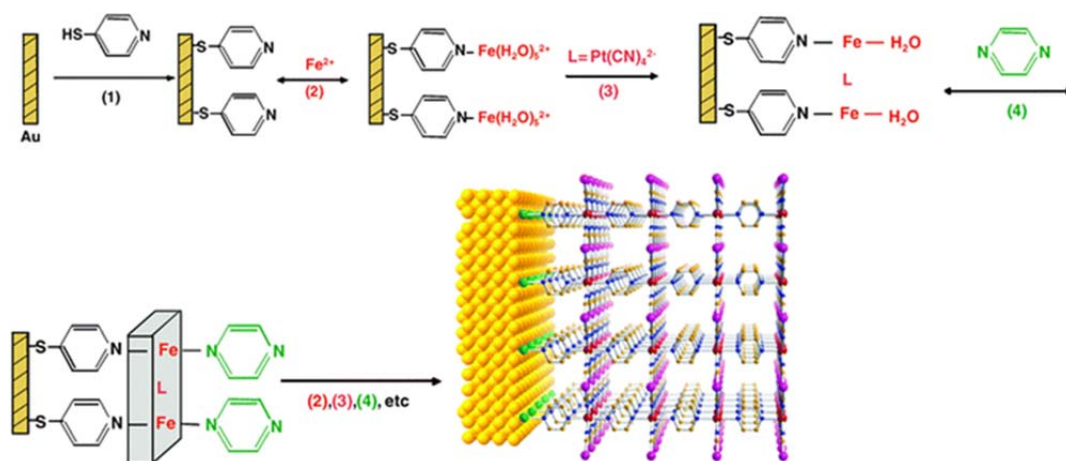 HS N
Au
(1)
S N
S N
Fe²⁺
(2)
S N Fe(H₂O)₅²⁺
S N Fe(H₂O)₅²⁺
L=Pt(CN)₄²⁻
(3)
S N Fe H₂O
L
S N Fe H₂O
N
N
(4)
S N Fe N N
L
S N Fe N N
(2),(3),(4), etc